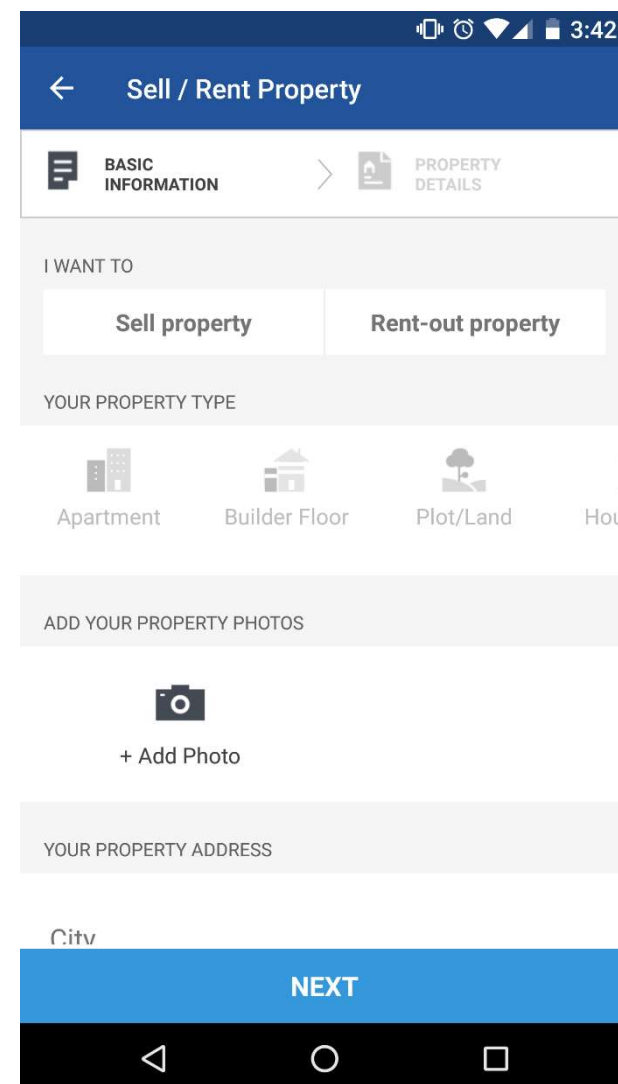 3:42
Sell / Rent Property
BASIC
INFORMATION
PROPERTY
DETAILS
I WANT TO
Sell property
Rent-out property
YOUR PROPERTY TYPE
Apartment
Builder Floor
Plot/Land
Hou
ADD YOUR PROPERTY PHOTOS
+ Add Photo
YOUR PROPERTY ADDRESS
City
NEXT